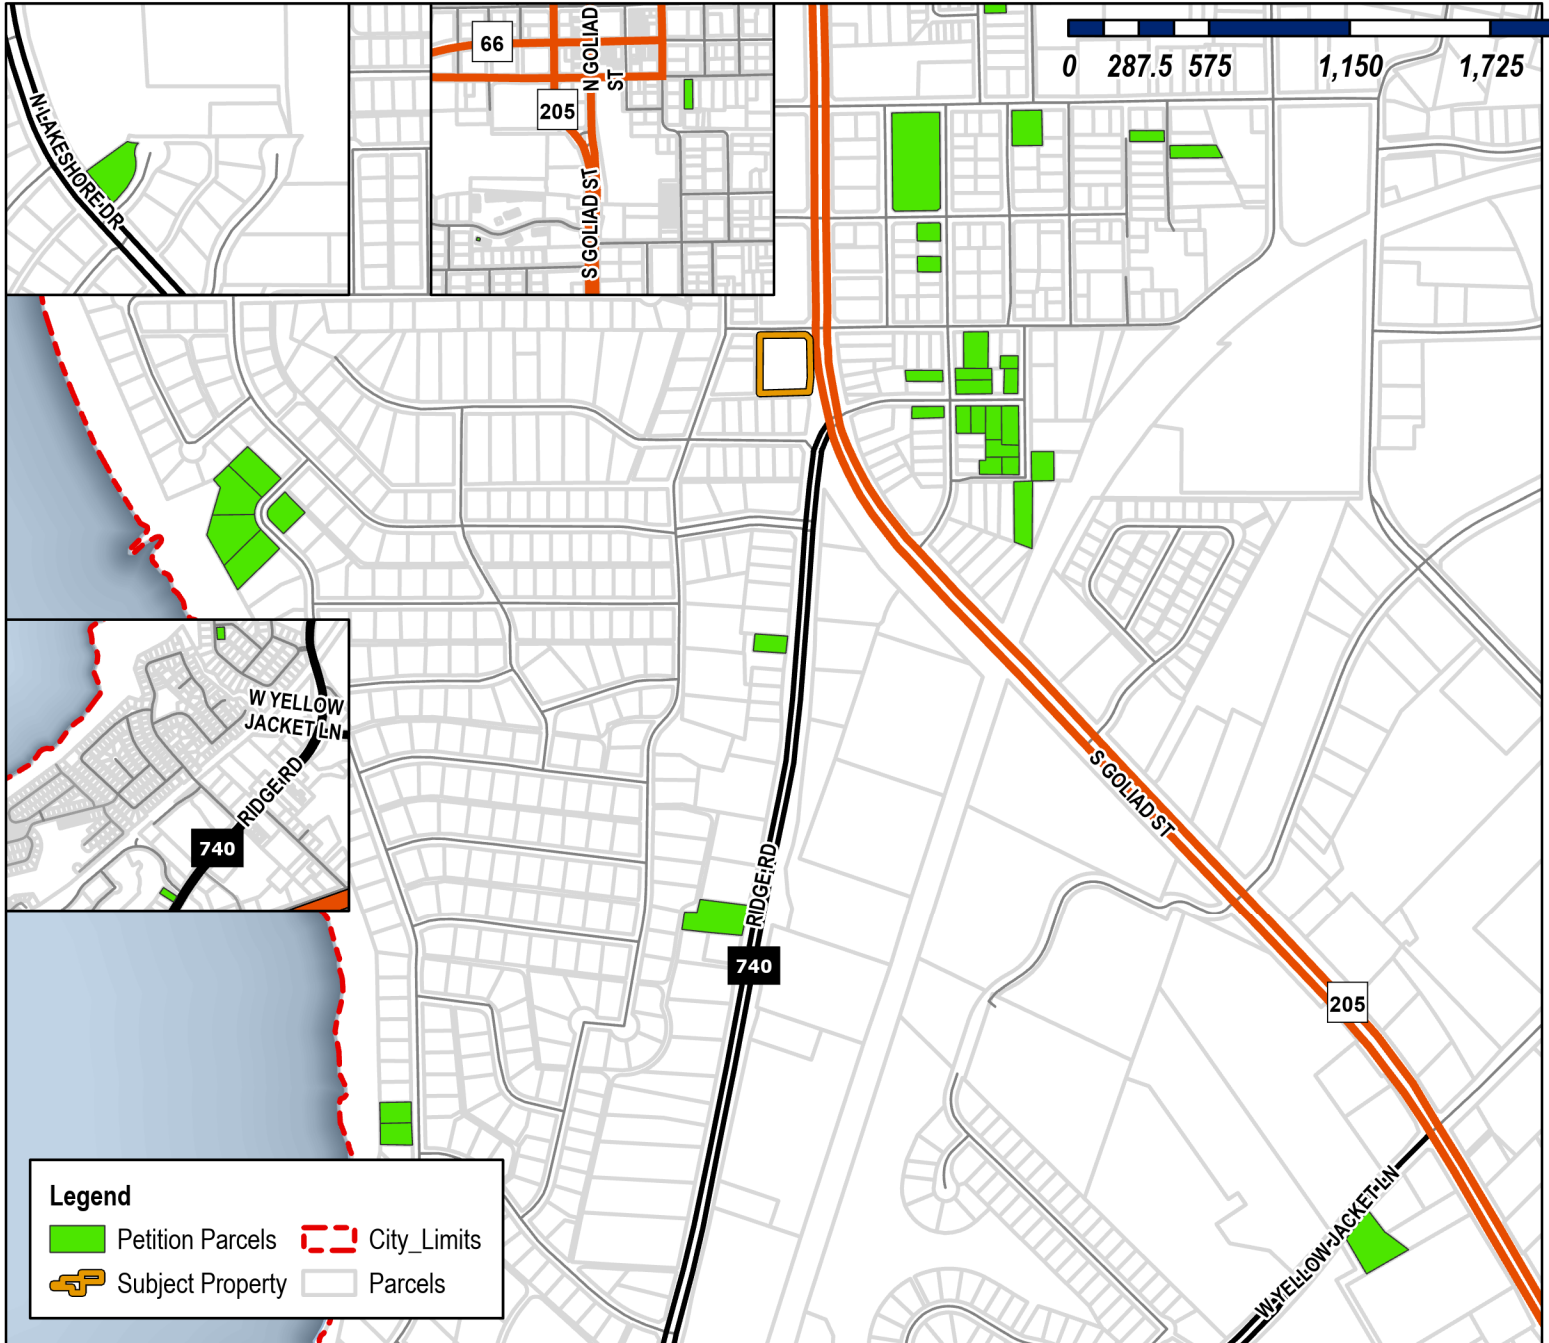 N LAKESHORE DR
66
N GOLIAD
ST
205
S GOLIAD ST
0 287.5 575 1,150 1,725
W YELLOW
JACKET LN
RIDGE RD
740
S GOLIAD ST
RIDGE RD
740
205
W YELLOW JACKET LN
Legend
Petition Parcels City_Limits
Subject Property Parcels